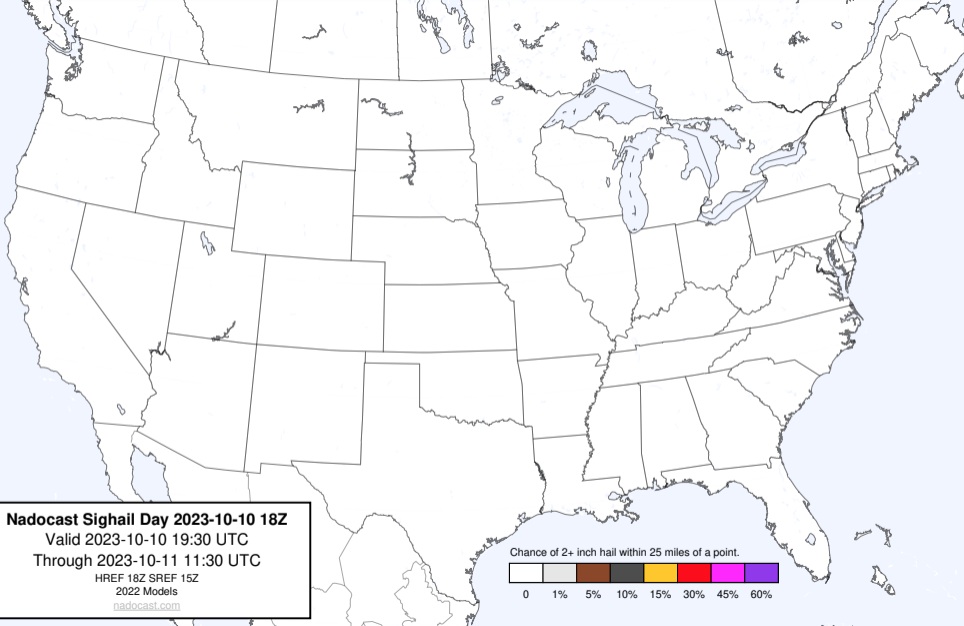 Nadocast Sighail Day 2023-10-10 18Z
Valid 2023-10-10 19:30 UTC
Through 2023-10-11 11:30 UTC
HREF 18Z SREF 15Z
2022 Models
nadocast.com
Chance of 2+ inch hail within 25 miles of a point.
0 1% 5% 10% 15% 30% 45% 60%